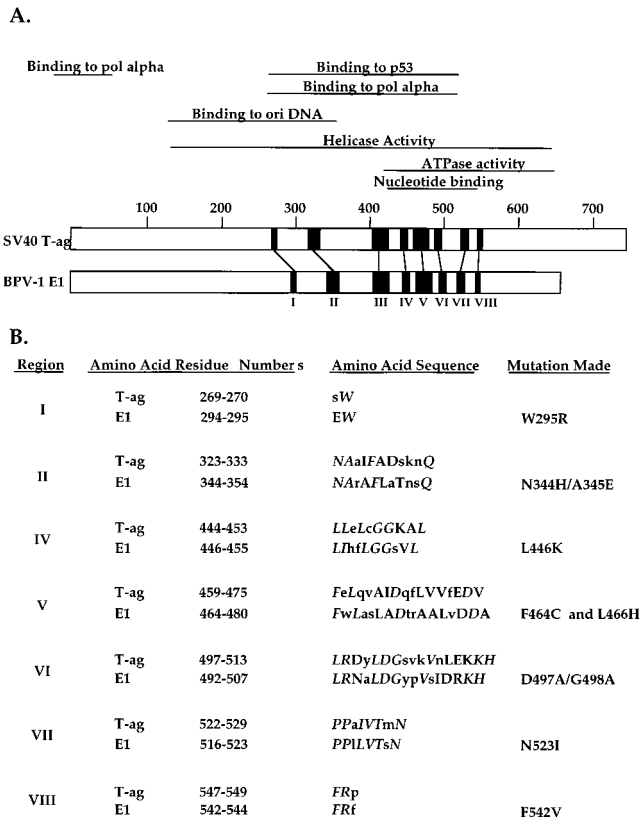 A.
Binding to pol alpha
Binding to p53
Binding to pol alpha
Binding to ori DNA
Helicase Activity
ATPase activity
Nucleotide binding
100 200 300 400 500 600 700
SV40 T-ag
BPV-1 E1
I II III IV V VI VII VIII
B.
Region Amino Acid Residue Numbers Amino Acid Sequence Mutation Made
I
T-ag 269-270 sW
E1 294-295 EW W295R
II
T-ag 323-333 NAaIFADsknQ
E1 344-354 NArAFLaTnsQ N344H/A345E
IV
T-ag 444-453 LLeLcGGKAL
E1 446-455 LIhfLGGsVL L446K
V
T-ag 459-475 FeLqvAIDqfLVVfEDV
E1 464-480 FwLasLADtrAALvDDA F464C and L466H
VI
T-ag 497-513 LRDyLDGsvkVnLEKKH
E1 492-507 LRNaLDGypVsIDRKH D497A/G498A
VII
T-ag 522-529 PPaIVTmN
E1 516-523 PPlLVTsN N523I
VIII
T-ag 547-549 FRp
E1 542-544 FRf F542V